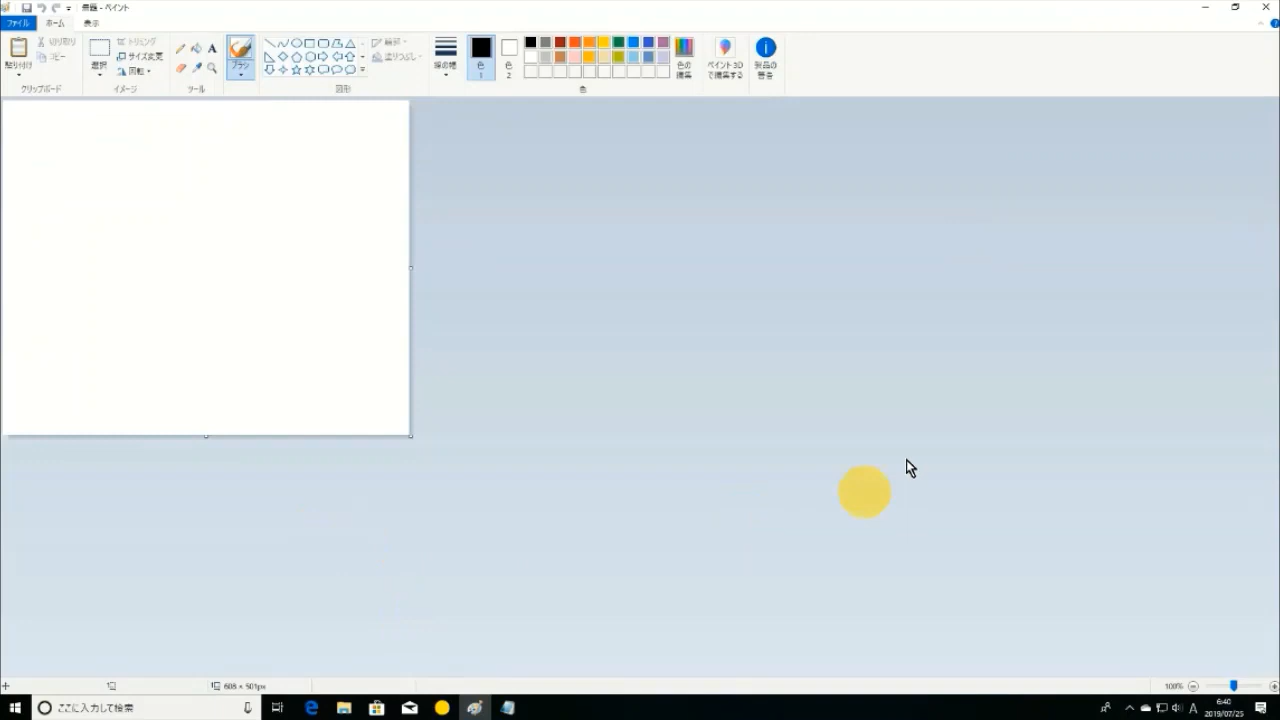 無題 - ペイント
ファイル ホーム 表示
貼り付け 切り取り コピー
選択 トリミング サイズ変更 回転
ブラシ
輪郭 塗りつぶし
線の幅
色 1
色 2
色の編集
ペイント 3D で編集する
製品の警告
クリップボード イメージ ツール 図形 色
608 × 501px 100%
ここに入力して検索
A
6:40
2019/07/25